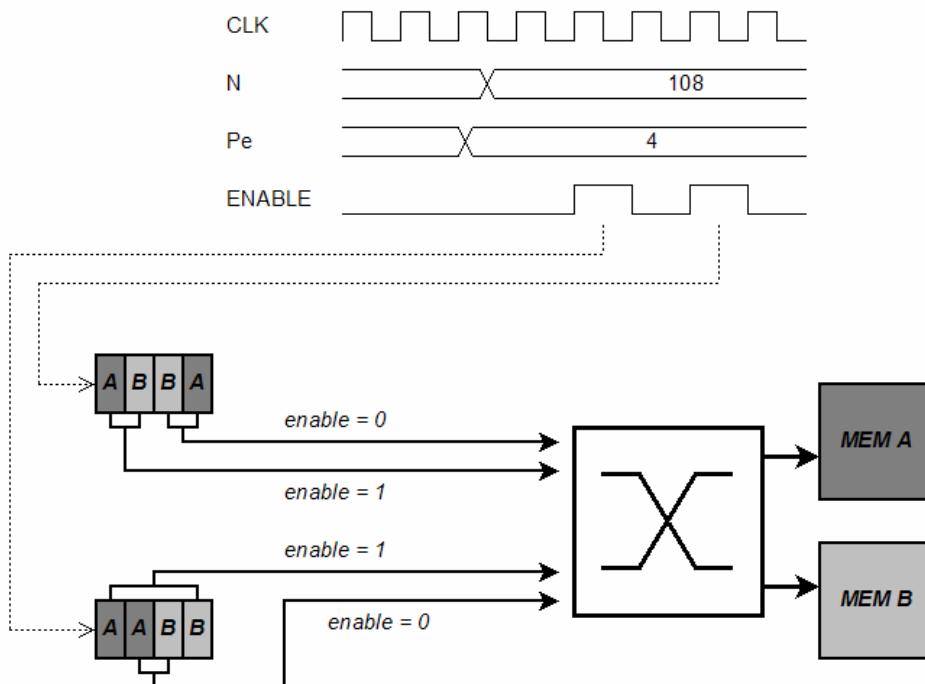 CLK
N
108
Pe
4
ENABLE
A B B A
enable = 0
MEM A
enable = 1
enable = 1
MEM B
A A B B
enable = 0